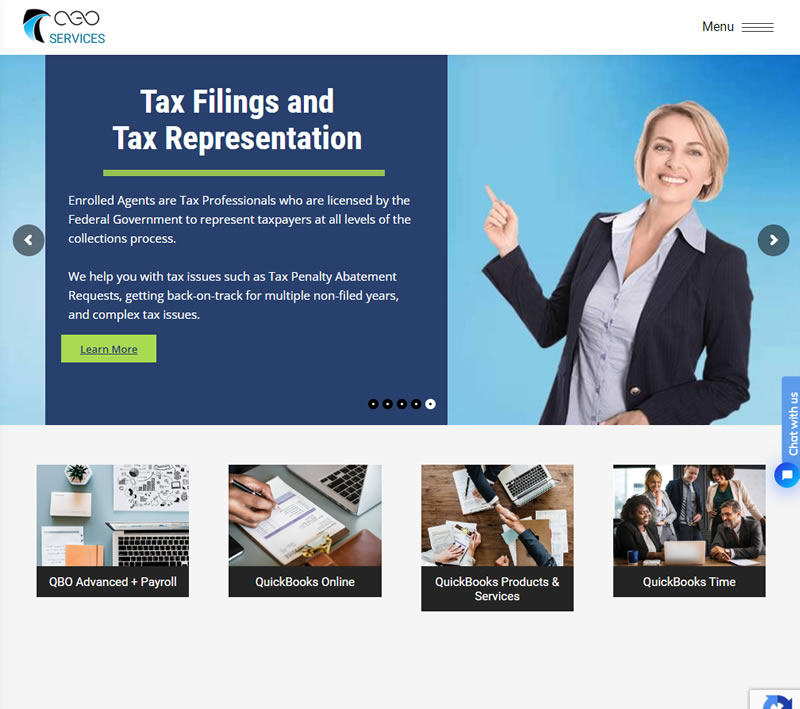 QBO
SERVICES
Menu
Tax Filings and
Tax Representation
Enrolled Agents are Tax Professionals who are licensed by the
Federal Government to represent taxpayers at all levels of the
collections process.
We help you with tax issues such as Tax Penalty Abatement
Requests, getting back-on-track for multiple non-filed years,
and complex tax issues.
Learn More
Chat with us
QBO Advanced + Payroll
QuickBooks Online
QuickBooks Products &
Services
QuickBooks Time